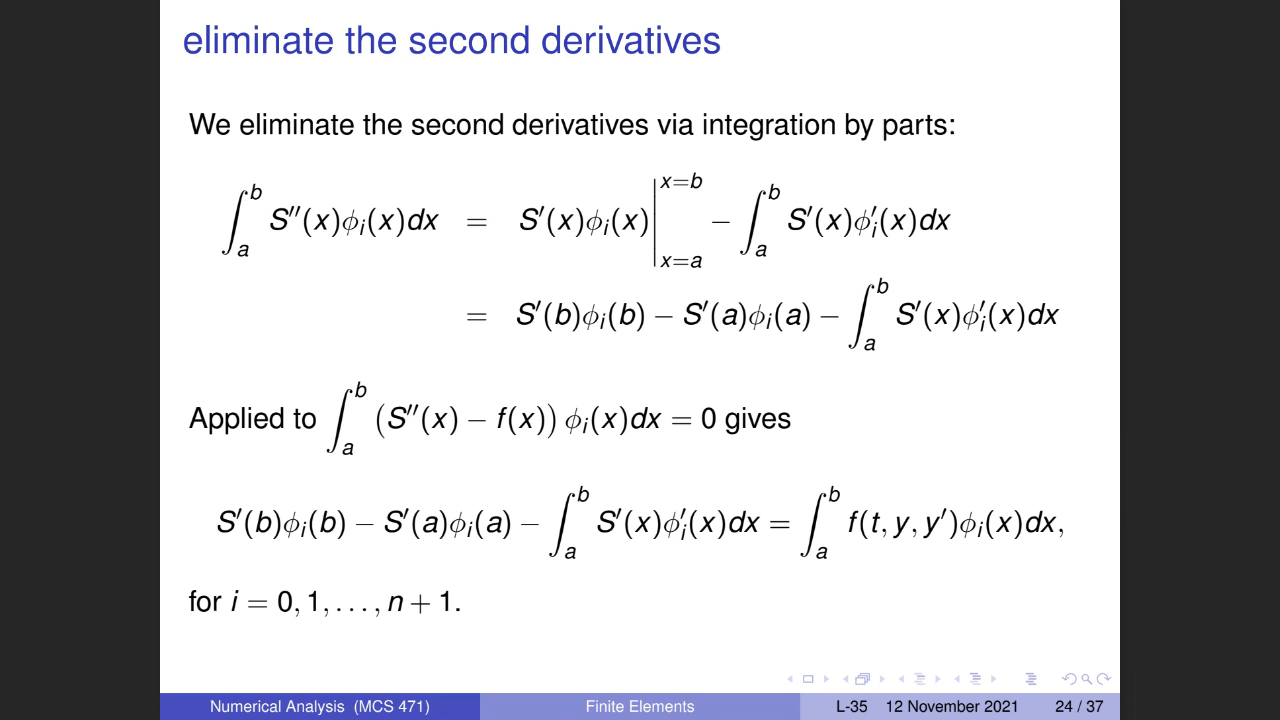 eliminate the second derivatives
We eliminate the second derivatives via integration by parts:
∫_a^b S″(x)ϕ_i(x)dx = S′(x)ϕ_i(x)|_{x=a}^{x=b} − ∫_a^b S′(x)ϕ′_i(x)dx
= S′(b)ϕ_i(b) − S′(a)ϕ_i(a) − ∫_a^b S′(x)ϕ′_i(x)dx
Applied to ∫_a^b (S″(x) − f(x)) ϕ_i(x)dx = 0 gives
S′(b)ϕ_i(b) − S′(a)ϕ_i(a) − ∫_a^b S′(x)ϕ′_i(x)dx = ∫_a^b f(t, y, y′)ϕ_i(x)dx,
for i = 0, 1, . . . , n + 1.
Numerical Analysis (MCS 471) Finite Elements L-35 12 November 2021 24 / 37